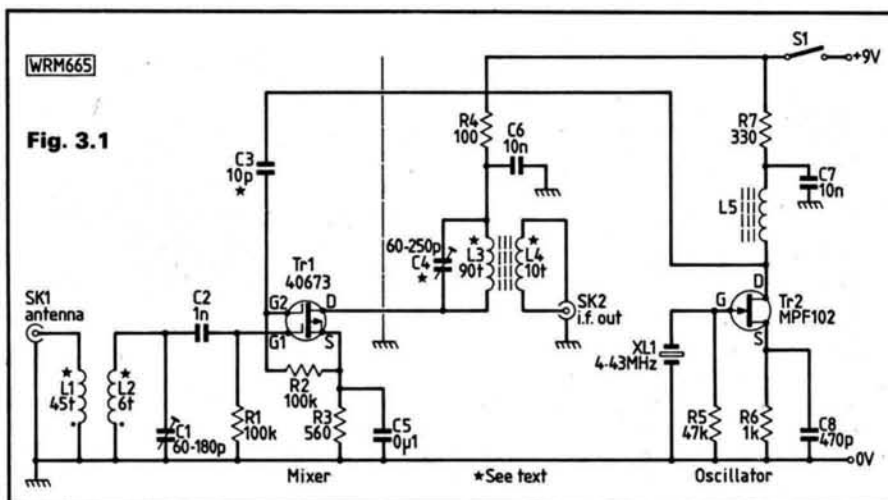 WRM665
Fig. 3.1
S1
+9V
R4
100
C6
10n
R7
330
C7
10n
L5
C3
10p
★
60-250p
C4
★
★
L3
90t
★
L4
10t
SK2
i.f. out
Tr1
40673
G2
D
G1
S
SK1
antenna
C2
1n
★
L1
45t
★
L2
6t
C1
60-180p
R1
100k
R2
100k
R3
560
C5
0µ1
D
G
S
Tr2
MPF102
XL1
4·43MHz
R5
47k
R6
1k
C8
470p
0V
Mixer
★See text
Oscillator